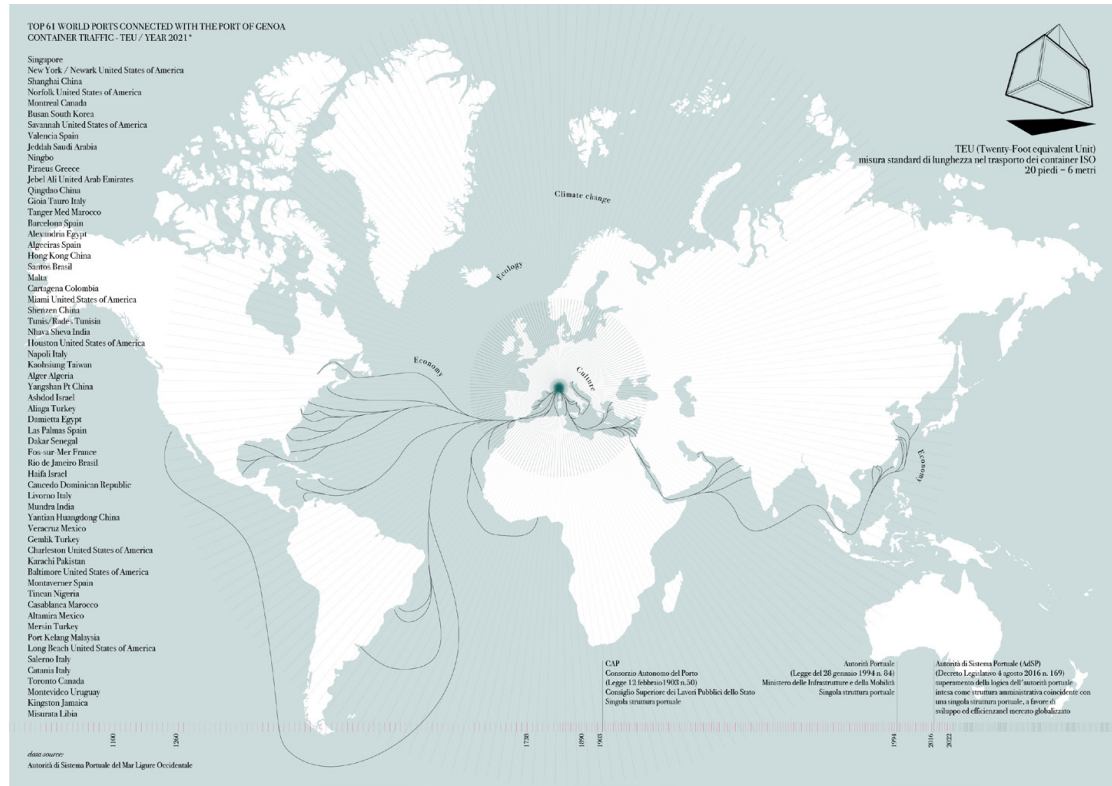 TOP 61 WORLD PORTS CONNECTED WITH THE PORT OF GENOA
CONTAINER TRAFFIC - TEU / YEAR 2021*
Singapore
New York / Newark United States of America
Shanghai China
Norfolk United States of America
Montreal Canada
Busan South Korea
Savannah United States of America
Valencia Spain
Jeddah Saudi Arabia
Ningbo
Piraeus Greece
Jebel Ali United Arab Emirates
Qingdao China
Gioia Tauro Italy
Tanger Med Marocco
Barcelona Spain
Alexandria Egypt
Algeciras Spain
Hong Kong China
Santos Brasil
Malta
Cartagena Colombia
Miami United States of America
Shenzen China
Tunis/Rades Tunisia
Nhava Sheva India
Houston United States of America
Napoli Italy
Kaohsiung Taiwan
Alger Algeria
Yangshan Pt China
Ashdod Israel
Aliaga Turkey
Damietta Egypt
Las Palmas Spain
Dakar Senegal
Fos-sur-Mer France
Rio de Janeiro Brasil
Haifa Israel
Caucedo Dominican Republic
Livorno Italy
Mundra India
Yantian Huangdong China
Veracruz Mexico
Gemlik Turkey
Charleston United States of America
Karachi Pakistan
Baltimore United States of America
Montaverner Spain
Tincan Nigeria
Casablanca Marocco
Altamira Mexico
Mersin Turkey
Port Kelang Malaysia
Long Beach United States of America
Salerno Italy
Catania Italy
Toronto Canada
Montevideo Uruguay
Kingston Jamaica
Misurata Libia
TEU (Twenty-Foot equivalent Unit)
misura standard di lunghezza nel trasporto dei container ISO
20 piedi = 6 metri
Climate change
Ecology
Economy
Culture
Economy
CAP
Consorzio Autonomo del Porto
(Legge 12 febbraio 1903 n.50)
Consiglio Superiore dei Lavori Pubblici dello Stato
Singola struttura portuale
Autorità Portuale
(Legge del 28 gennaio 1994 n. 84)
Ministero delle Infrastrutture e della Mobilità
Singola struttura portuale
Autorità di Sistema Portuale (AdSP)
(Decreto Legislativo 4 agosto 2016 n. 169)
superamento della logica dell'autorità portuale
intesa come struttura amministrativa coincidente con
una singola struttura portuale, a favore di
sviluppo ed efficienza nel mercato globalizzato
1100
1260
1738
1890
1903
1994
2016
2022
data source:
Autorità di Sistema Portuale del Mar Ligure Occidentale